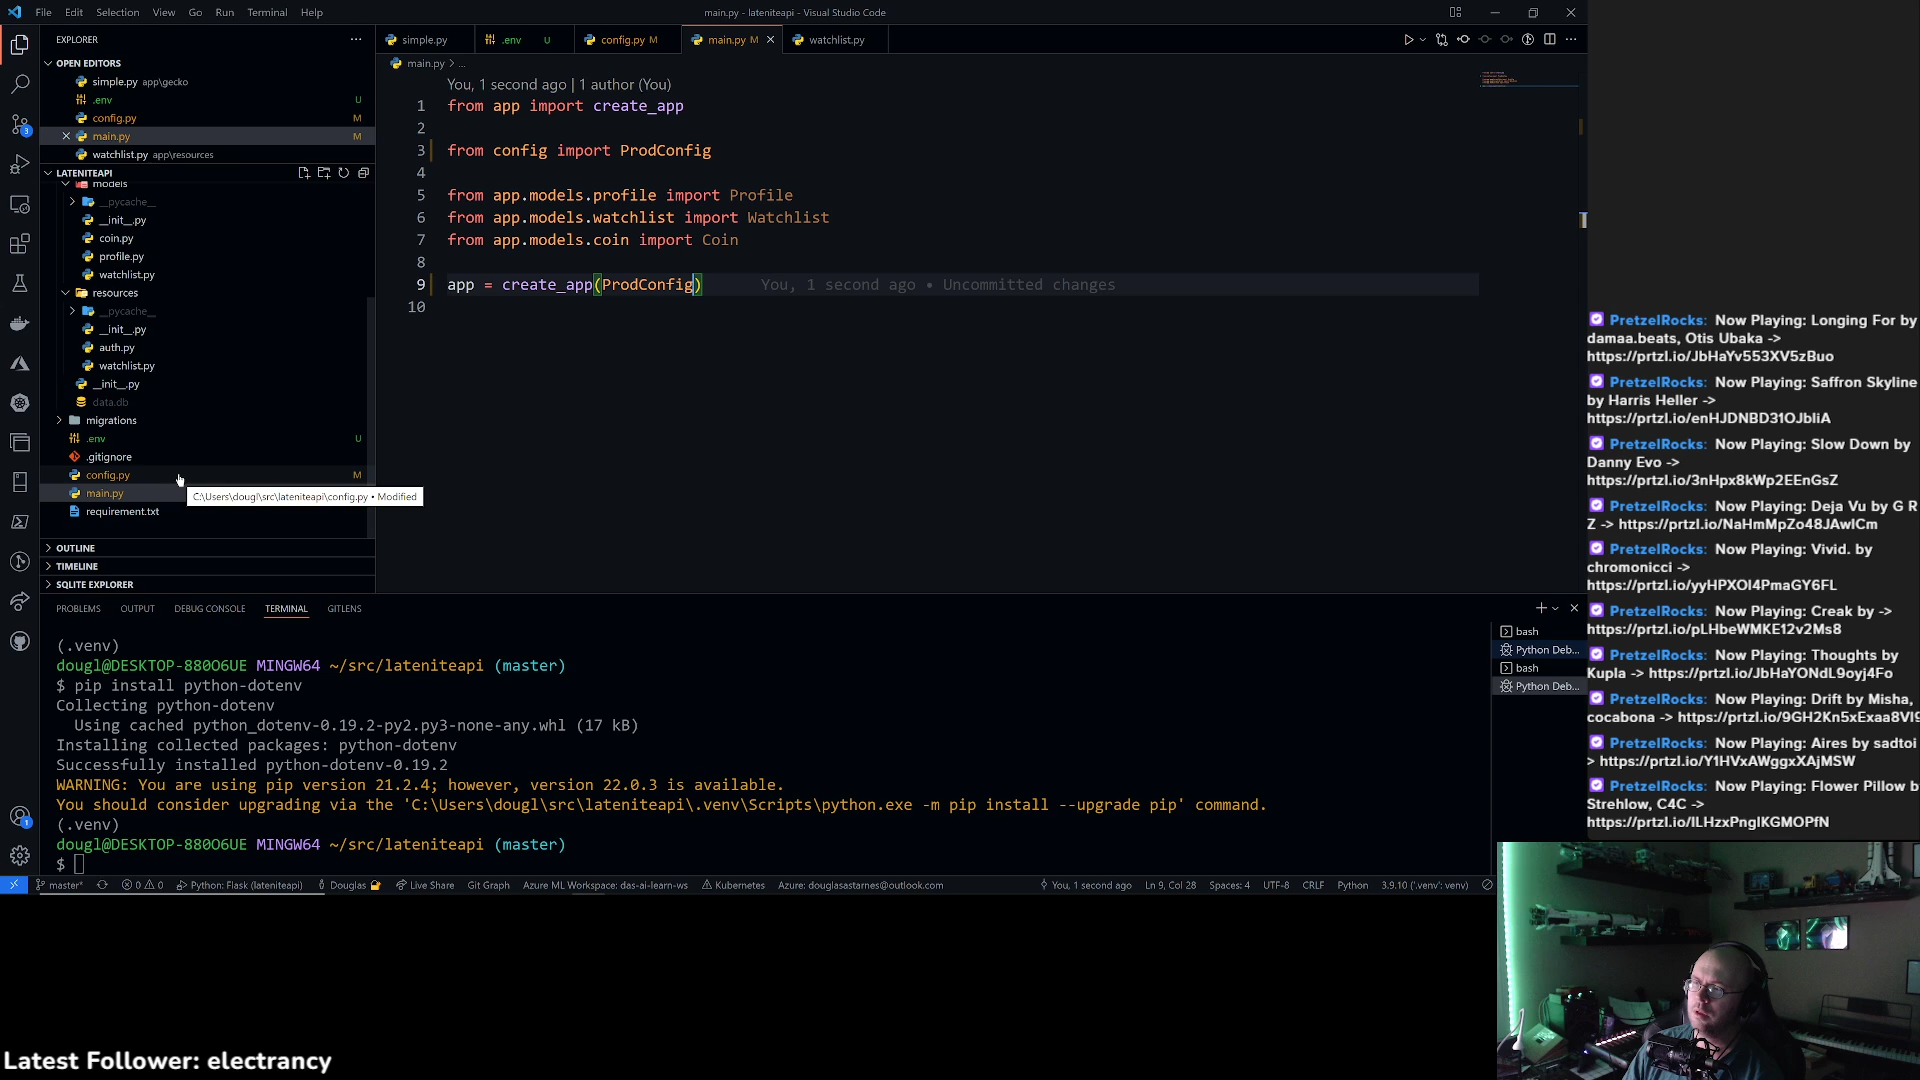 File Edit Selection View Go Run Terminal Help
main.py - lateniteapi - Visual Studio Code
EXPLORER
OPEN EDITORS
simple.py app\gecko
.env U
config.py M
main.py M
watchlist.py app\resources
LATENITEAPI
models
__pycache__
__init__.py
coin.py
profile.py
watchlist.py
resources
__pycache__
__init__.py
auth.py
watchlist.py
__init__.py
data.db
migrations
.env U
.gitignore
config.py M
main.py
requirement.txt
C:\Users\dougl\src\lateniteapi\config.py • Modified
OUTLINE
TIMELINE
SQLITE EXPLORER
simple.py .env U config.py M main.py M watchlist.py
main.py > ...
You, 1 second ago | 1 author (You)
1 from app import create_app
2
3 from config import ProdConfig
4
5 from app.models.profile import Profile
6 from app.models.watchlist import Watchlist
7 from app.models.coin import Coin
8
9 app = create_app(ProdConfig) You, 1 second ago • Uncommitted changes
10
PROBLEMS OUTPUT DEBUG CONSOLE TERMINAL GITLENS
(.venv)
dougl@DESKTOP-880O6UE MINGW64 ~/src/lateniteapi (master)
$ pip install python-dotenv
Collecting python-dotenv
Using cached python_dotenv-0.19.2-py2.py3-none-any.whl (17 kB)
Installing collected packages: python-dotenv
Successfully installed python-dotenv-0.19.2
WARNING: You are using pip version 21.2.4; however, version 22.0.3 is available.
You should consider upgrading via the 'C:\Users\dougl\src\lateniteapi\.venv\Scripts\python.exe -m pip install --upgrade pip' command.
(.venv)
dougl@DESKTOP-880O6UE MINGW64 ~/src/lateniteapi (master)
$
bash
Python Deb...
bash
Python Deb...
master* 0 0 Python: Flask (lateniteapi) Douglas Live Share Git Graph Azure ML Workspace: das-ai-learn-ws Kubernetes Azure: douglasastarnes@outlook.com You, 1 second ago Ln 9, Col 28 Spaces: 4 UTF-8 CRLF Python 3.9.10 ('.venv': venv)
PretzelRocks: Now Playing: Longing For by
damaa.beats, Otis Ubaka ->
https://prtzl.io/JbHaYv553XV5zBuo
PretzelRocks: Now Playing: Saffron Skyline
by Harris Heller ->
https://prtzl.io/enHJDNBD31OJbliA
PretzelRocks: Now Playing: Slow Down by
Danny Evo ->
https://prtzl.io/3nHpx8kWp2EEnGsZ
PretzelRocks: Now Playing: Deja Vu by G R
Z -> https://prtzl.io/NaHmMpZo48JAwICm
PretzelRocks: Now Playing: Vivid. by
chromonicci ->
https://prtzl.io/yyHPXOl4PmaGY6FL
PretzelRocks: Now Playing: Creak by ->
https://prtzl.io/pLHbeWMKE12v2Ms8
PretzelRocks: Now Playing: Thoughts by
Kupla -> https://prtzl.io/JbHaYONdL9oyj4Fo
PretzelRocks: Now Playing: Drift by Misha,
cocabona -> https://prtzl.io/9GH2Kn5xExaa8Vl9
PretzelRocks: Now Playing: Aires by sadtoi
> https://prtzl.io/Y1HVxAWggxXAjMSW
PretzelRocks: Now Playing: Flower Pillow by
Strehlow, C4C ->
https://prtzl.io/ILHzxPnglKGMOPfN
Latest Follower: electrancy